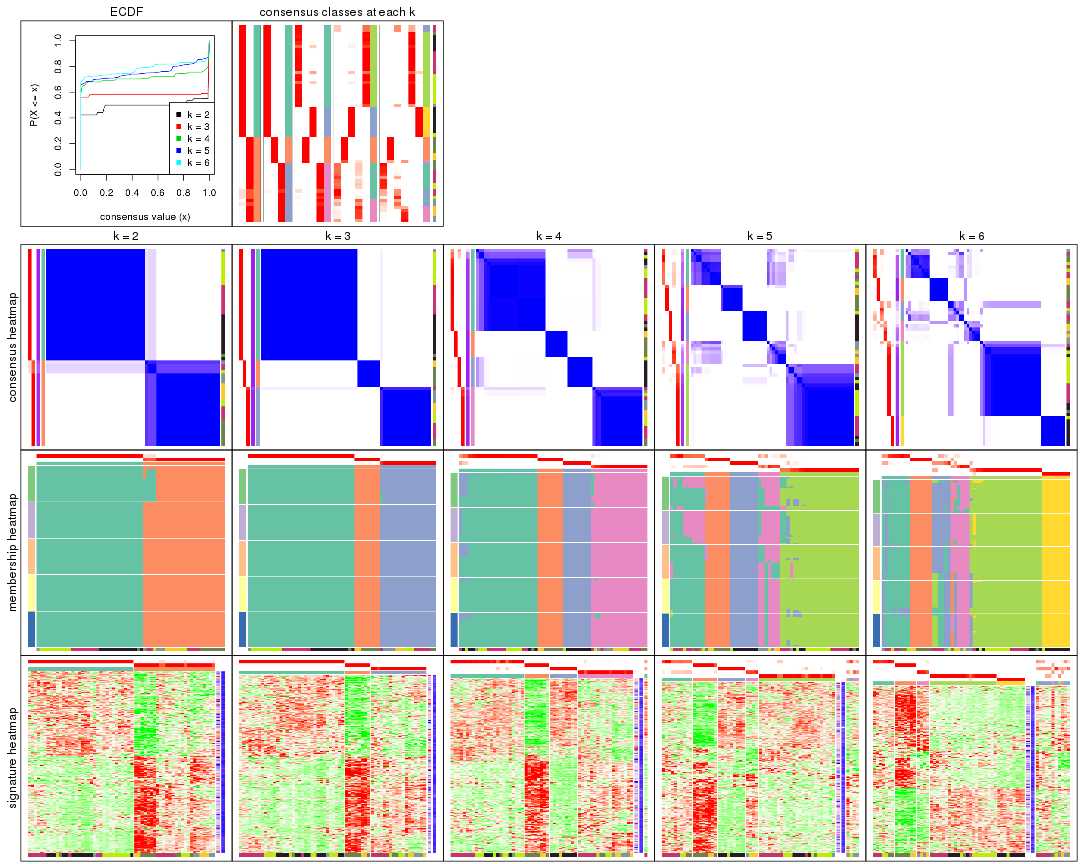 ECDF
consensus classes at each k
P(X <= x)
1.0
0.8
0.6
0.4
0.2
0.0
k = 2
k = 3
k = 4
k = 5
k = 6
0.0 0.2 0.4 0.6 0.8 1.0
consensus value (x)
k = 2
k = 3
k = 4
k = 5
k = 6
consensus heatmap
membership heatmap
signature heatmap